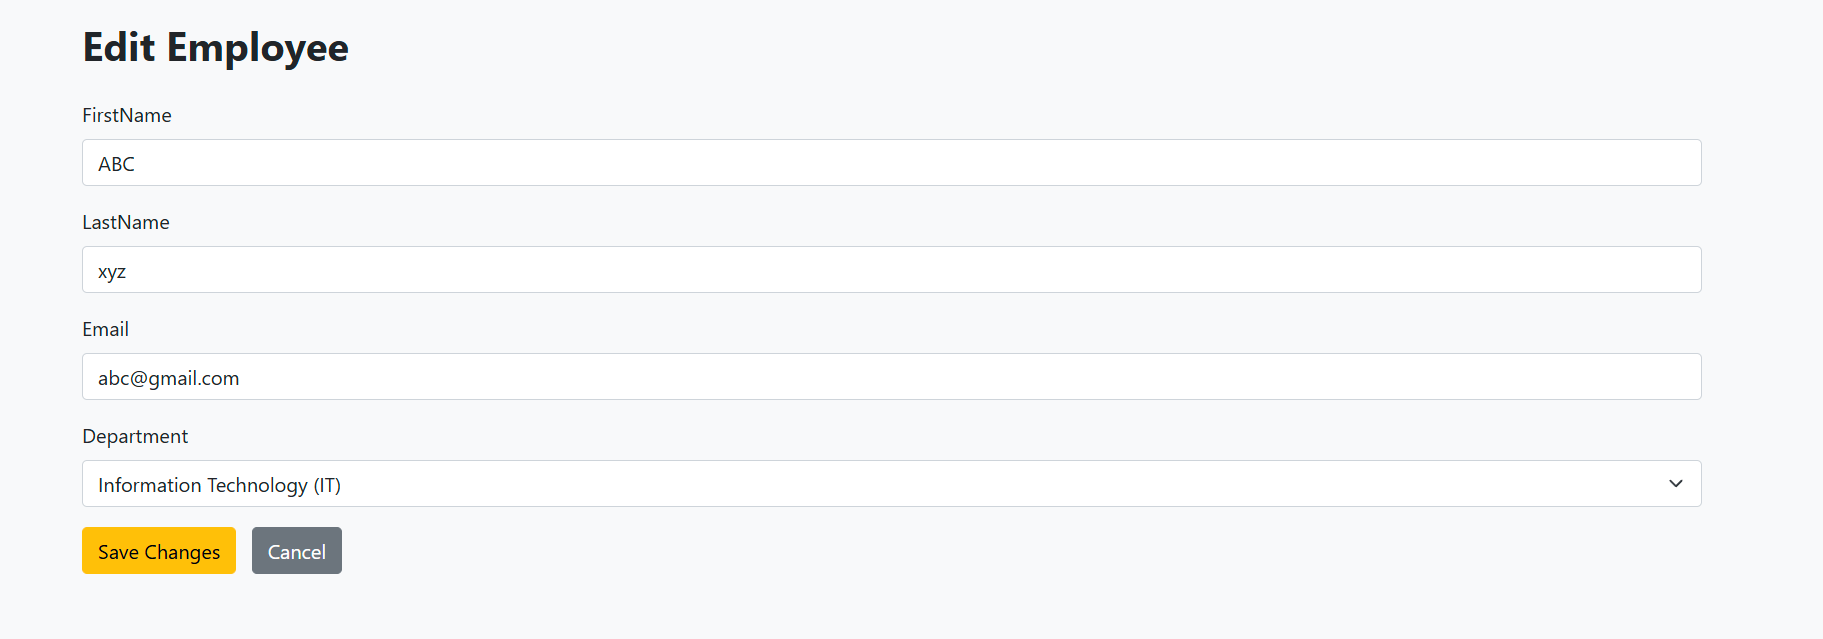 Edit Employee
FirstName
ABC
LastName
xyz
Email
abc@gmail.com
Department
Information Technology (IT)
Save Changes Cancel